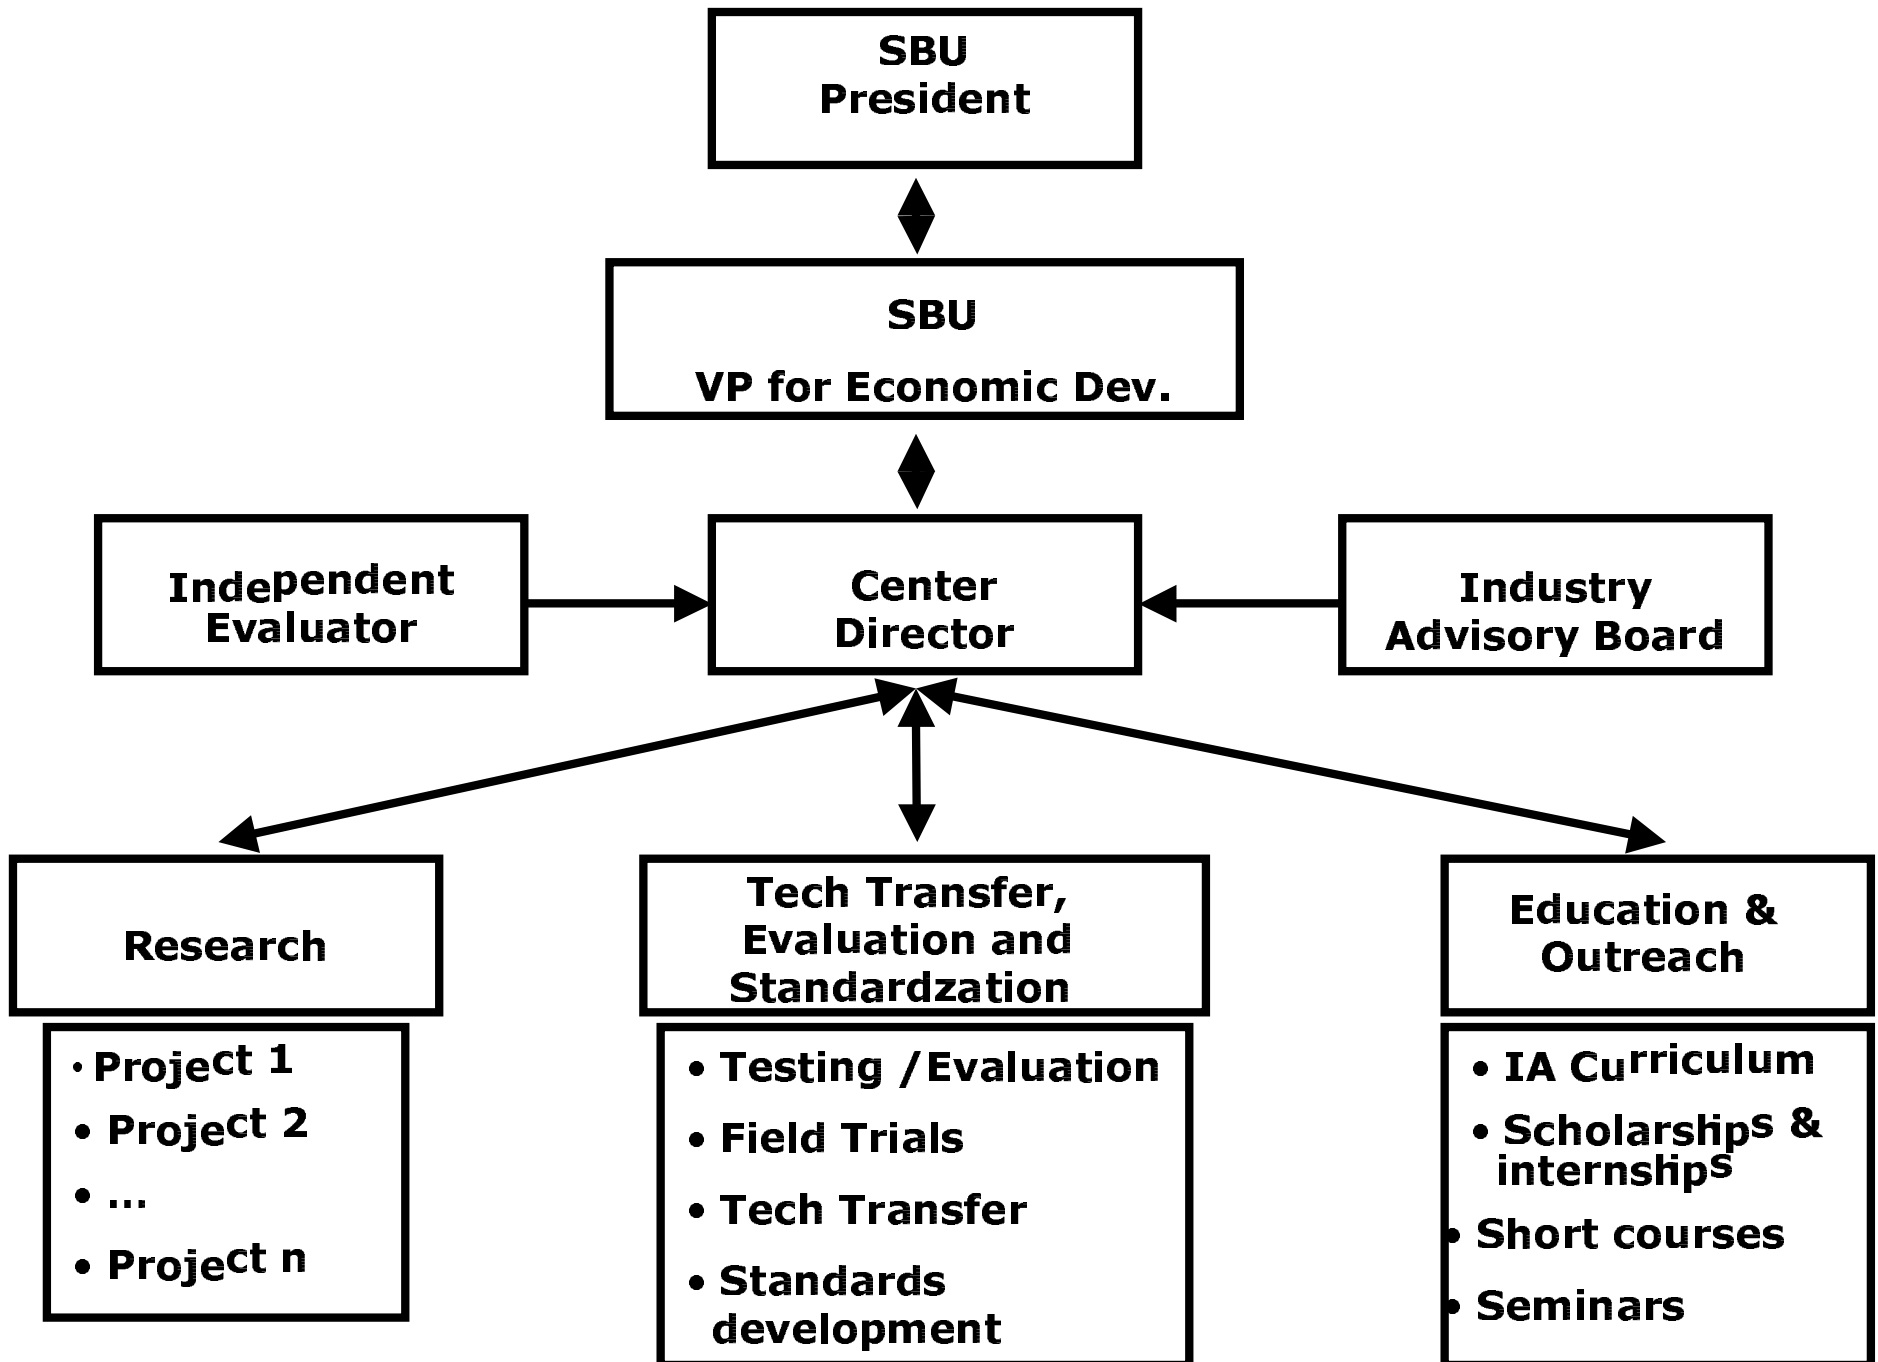 SBU
President
SBU
VP for Economic Dev.
Independent
Evaluator
Center
Director
Industry
Advisory Board
Research
• Project 1
• Project 2
• ...
• Project n
Tech Transfer,
Evaluation and
Standardzation
• Testing /Evaluation
• Field Trials
• Tech Transfer
• Standards
development
Education &
Outreach
• IA Curriculum
• Scholarships &
internships
• Short courses
• Seminars